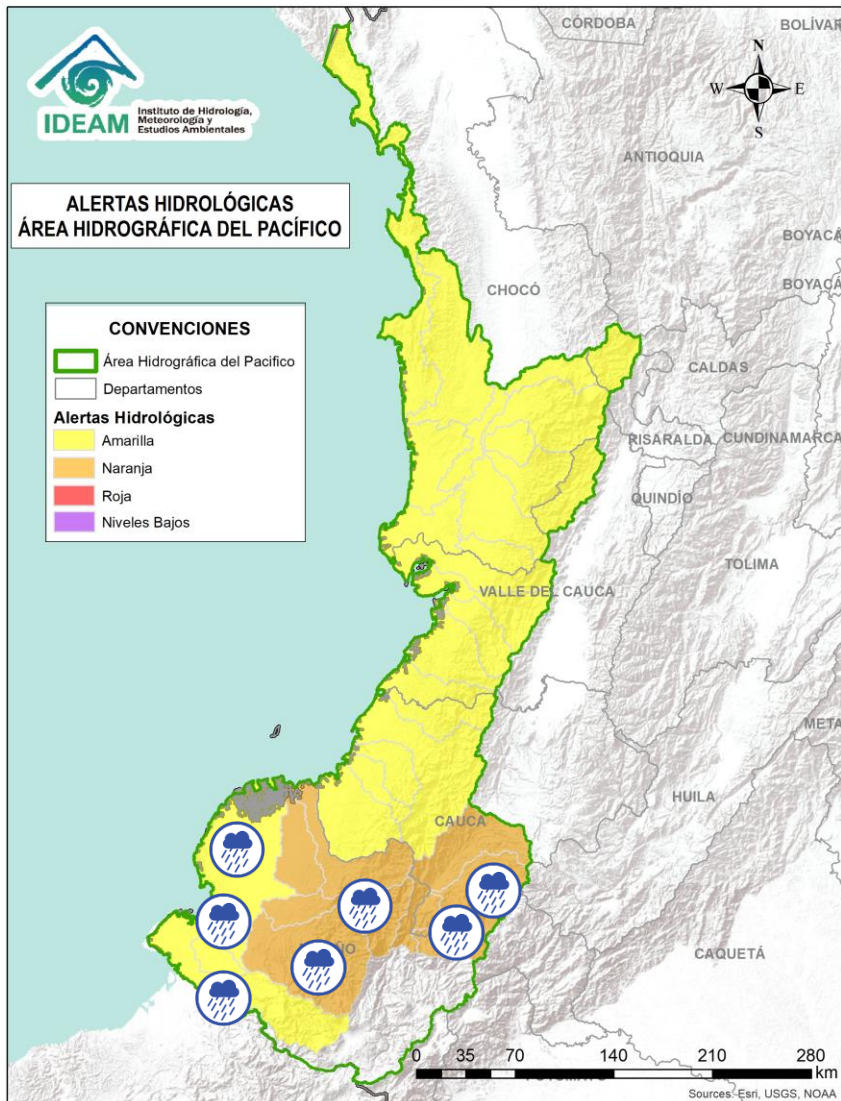 IDEAM
Instituto de Hidrología,
Meteorología y
Estudios Ambientales
ALERTAS HIDROLÓGICAS
ÁREA HIDROGRÁFICA DEL PACÍFICO
CONVENCIONES
Área Hidrográfica del Pacifico
Departamentos
Alertas Hidrológicas
Amarilla
Naranja
Roja
Niveles Bajos
N
W E
S
CÓRDOBA
BOLÍVAR
ANTIOQUIA
BOYACÁ
CHOCÓ
BOYACÁ
CALDAS
RISARALDA
CUNDINAMARCA
QUINDÍO
TOLIMA
VALLE DEL CAUCA
META
HUILA
CAUCA
CAQUETÁ
0 35 70 140 210 280
km
Sources: Esri, USGS, NOAA